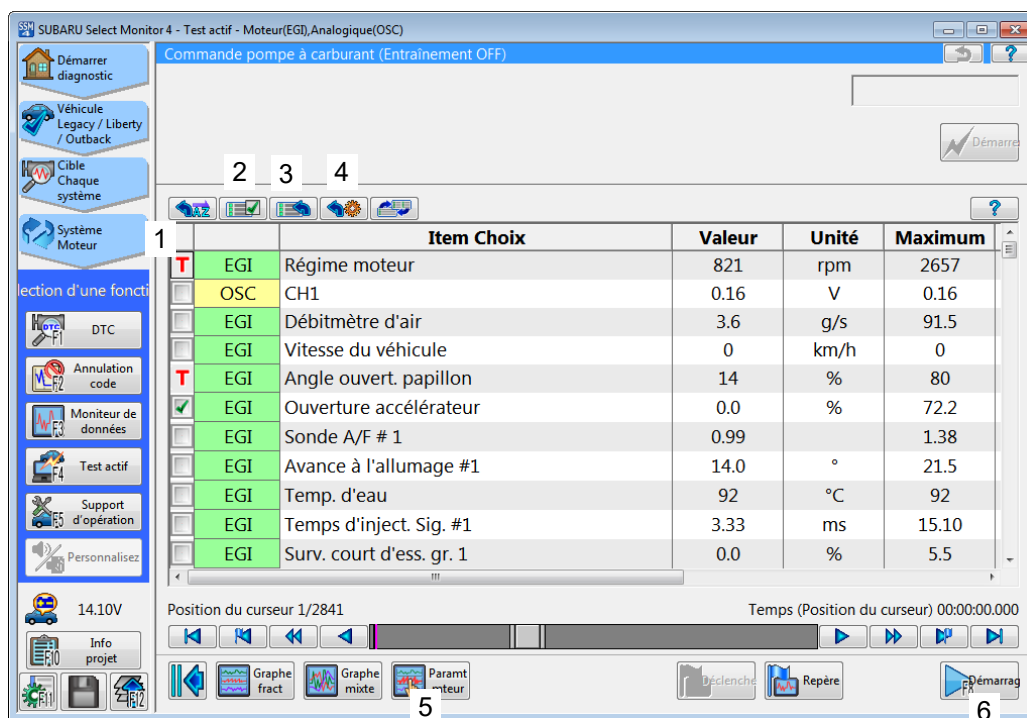 SUBARU Select Monitor 4 - Test actif - Moteur(EGI),Analogique(OSC)
Démarrer
diagnostic
Commande pompe à carburant (Entraînement OFF)
?
Véhicule
Legacy / Liberty
/ Outback
Démarre
Cible
Chaque
système
2
3
4
AZ
?
Système
Moteur
1
Item Choix Valeur Unité Maximum
T EGI Régime moteur 821 rpm 2657
OSC CH1 0.16 V 0.16
EGI Débitmètre d'air 3.6 g/s 91.5
EGI Vitesse du véhicule 0 km/h 0
T EGI Angle ouvert. papillon 14 % 80
EGI Ouverture accélérateur 0.0 % 72.2
EGI Sonde A/F # 1 0.99 1.38
EGI Avance à l'allumage #1 14.0 ° 21.5
EGI Temp. d'eau 92 °C 92
EGI Temps d'inject. Sig. #1 3.33 ms 15.10
EGI Surv. court d'ess. gr. 1 0.0 % 5.5
lection d'une foncti
DTC
F1 DTC
F2 Annulation
code
F3 Moniteur de
données
F4 Test actif
F5 Support
d'opération
Personnalisez
14.10V
F10 Info
projet
F11
F12
Position du curseur 1/2841
Temps (Position du curseur) 00:00:00.000
Graphe
fract
Graphe
mixte
Paramt
mteur
5
Déclenche
Repère
F8
Démarrag
6